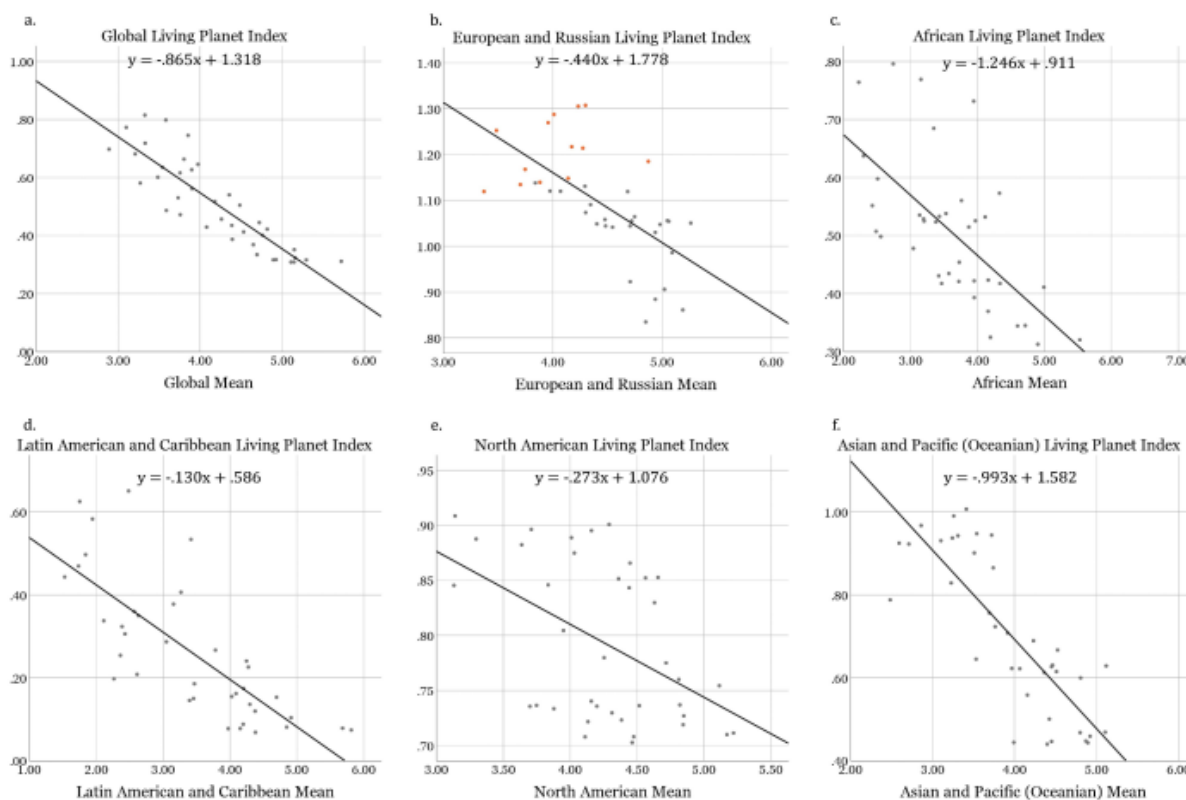 a.
Global Living Planet Index
y = -.865x + 1.318
1.00
.80
.60
.40
.20
.00
2.00 3.00 4.00 5.00 6.00
Global Mean
b.
European and Russian Living Planet Index
y = -.440x + 1.778
1.40
1.30
1.20
1.10
1.00
.90
.80
3.00 4.00 5.00 6.00
European and Russian Mean
c.
African Living Planet Index
y = -1.246x + .911
.80
.70
.60
.50
.40
.30
2.00 3.00 4.00 5.00 6.00 7.00
African Mean
d.
Latin American and Caribbean Living Planet Index
y = -.130x + .586
.60
.40
.20
.00
1.00 2.00 3.00 4.00 5.00 6.00
Latin American and Caribbean Mean
e.
North American Living Planet Index
y = -.273x + 1.076
.95
.90
.85
.80
.75
.70
3.00 3.50 4.00 4.50 5.00 5.50
North American Mean
f.
Asian and Pacific (Oceanian) Living Planet Index
y = -.993x + 1.582
1.00
.80
.60
.40
2.00 3.00 4.00 5.00 6.00
Asian and Pacific (Oceanian) Mean